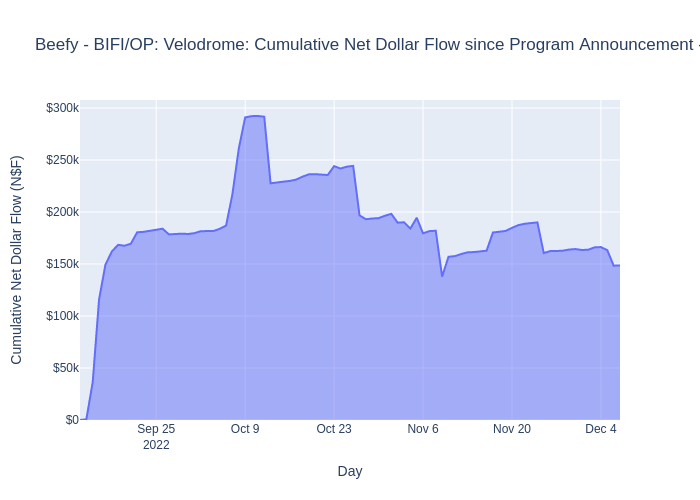 Beefy - BIFI/OP: Velodrome: Cumulative Net Dollar Flow since Program Announcement -
$300k
$250k
$200k
$150k
$100k
$50k
$0
Cumulative Net Dollar Flow (N$F)
Sep 25
2022
Oct 9
Oct 23
Nov 6
Nov 20
Dec 4
Day